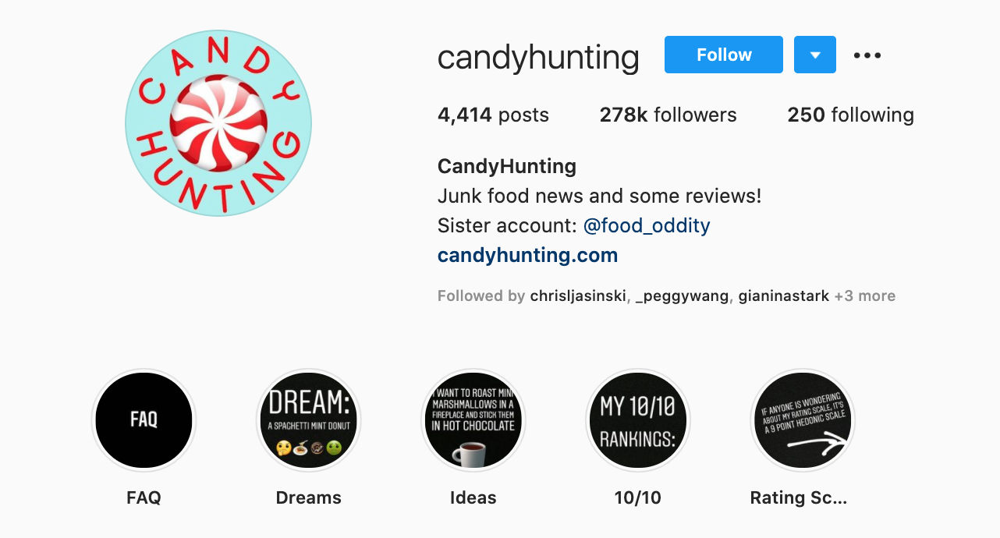 CANDY
HUNTING
candyhunting
Follow
4,414 posts 278k followers 250 following
CandyHunting
Junk food news and some reviews!
Sister account: @food_oddity
candyhunting.com
Followed by chrisljasinski, _peggywang, gianinastark +3 more
FAQ
DREAM:
A SPAGHETTI MINT DONUT
I WANT TO ROAST MINI
MARSHMALLOWS IN A
FIREPLACE AND STICK THEM
IN HOT CHOCOLATE
MY 10/10
RANKINGS:
IF ANYONE IS WONDERING
ABOUT MY RATING SCALE, IT'S
A 9 POINT HEDONIC SCALE
FAQ Dreams Ideas 10/10 Rating Sc...